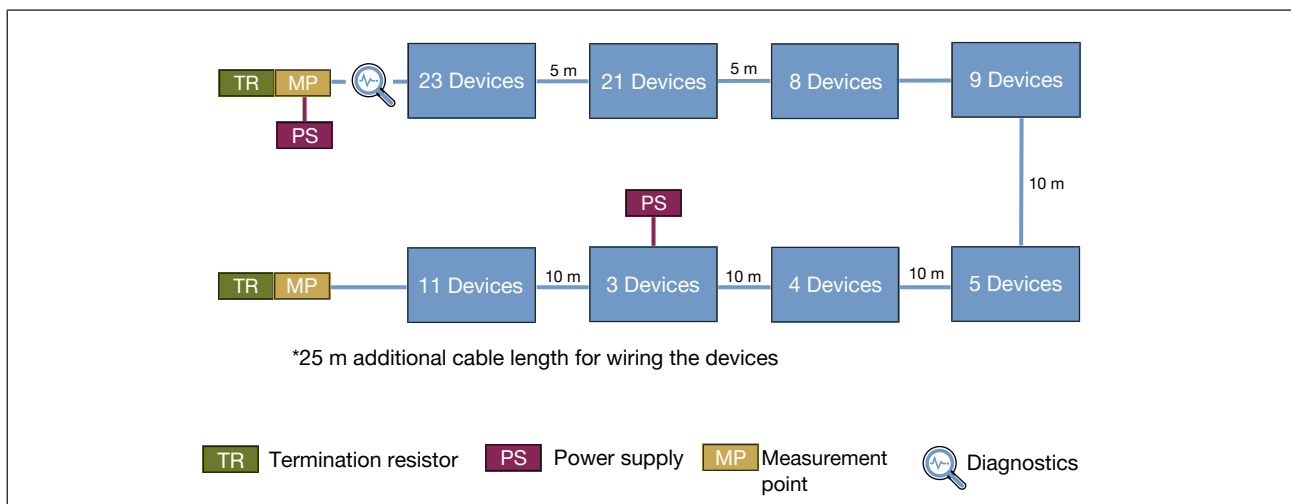 TR MP
PS
23 Devices
5 m
21 Devices
5 m
8 Devices
9 Devices
10 m
PS
TR MP
11 Devices
10 m
3 Devices
10 m
4 Devices
10 m
5 Devices
*25 m additional cable length for wiring the devices
TR Termination resistor
PS Power supply
MP Measurement
point
Diagnostics